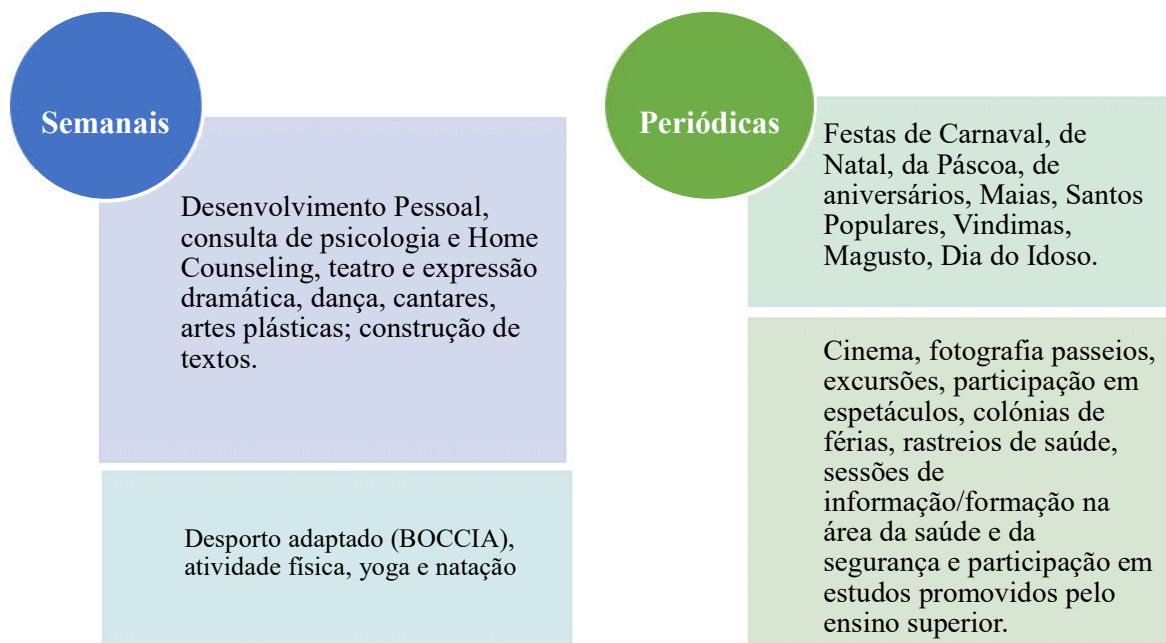 Semanais
Desenvolvimento Pessoal,
consulta de psicologia e Home
Counseling, teatro e expressão
dramática, dança, cantares,
artes plásticas; construção de
textos.
Desporto adaptado (BOCCIA),
atividade física, yoga e natação
Periódicas
Festas de Carnaval, de
Natal, da Páscoa, de
aniversários, Maias, Santos
Populares, Vindimas,
Magusto, Dia do Idoso.
Cinema, fotografia passeios,
excursões, participação em
espetáculos, colónias de
férias, rastreios de saúde,
sessões de
informação/formação na
área da saúde e da
segurança e participação em
estudos promovidos pelo
ensino superior.